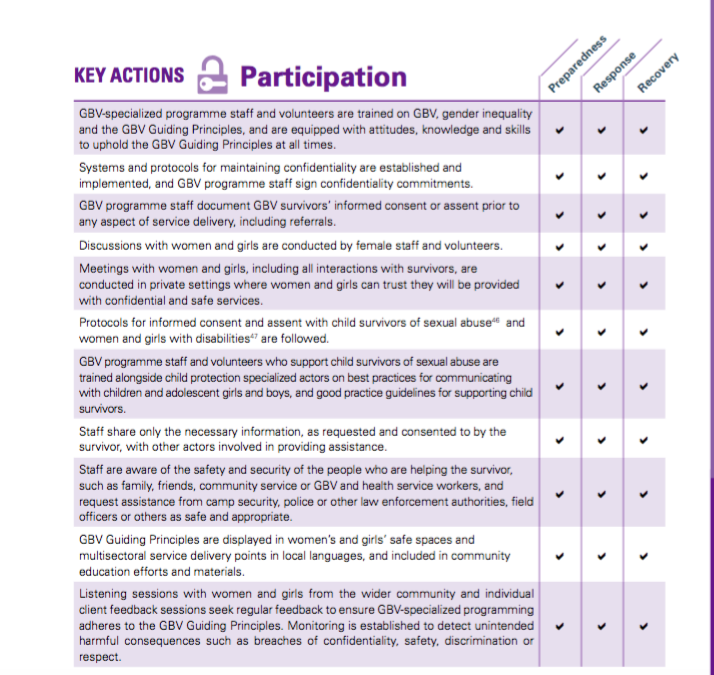 KEY ACTIONS Participation
Preparedness
Response
Recovery
GBV-specialized programme staff and volunteers are trained on GBV, gender inequality
and the GBV Guiding Principles, and are equipped with attitudes, knowledge and skills
to uphold the GBV Guiding Principles at all times.
✔ ✔ ✔
Systems and protocols for maintaining confidentiality are established and
implemented, and GBV programme staff sign confidentiality commitments.
✔ ✔ ✔
GBV programme staff document GBV survivors' informed consent or assent prior to
any aspect of service delivery, including referrals.
✔ ✔ ✔
Discussions with women and girls are conducted by female staff and volunteers.
✔ ✔ ✔
Meetings with women and girls, including all interactions with survivors, are
conducted in private settings where women and girls can trust they will be provided
with confidential and safe services.
✔ ✔ ✔
Protocols for informed consent and assent with child survivors of sexual abuse⁴⁶ and
women and girls with disabilities⁴⁷ are followed.
✔ ✔ ✔
GBV programme staff and volunteers who support child survivors of sexual abuse are
trained alongside child protection specialized actors on best practices for communicating
with children and adolescent girls and boys, and good practice guidelines for supporting child
survivors.
✔ ✔ ✔
Staff share only the necessary information, as requested and consented to by the
survivor, with other actors involved in providing assistance.
✔ ✔ ✔
Staff are aware of the safety and security of the people who are helping the survivor,
such as family, friends, community service or GBV and health service workers, and
request assistance from camp security, police or other law enforcement authorities, field
officers or others as safe and appropriate.
✔ ✔ ✔
GBV Guiding Principles are displayed in women's and girls' safe spaces and
multisectoral service delivery points in local languages, and included in community
education efforts and materials.
✔ ✔ ✔
Listening sessions with women and girls from the wider community and individual
client feedback sessions seek regular feedback to ensure GBV-specialized programming
adheres to the GBV Guiding Principles. Monitoring is established to detect unintended
harmful consequences such as breaches of confidentiality, safety, discrimination or
respect.
✔ ✔ ✔